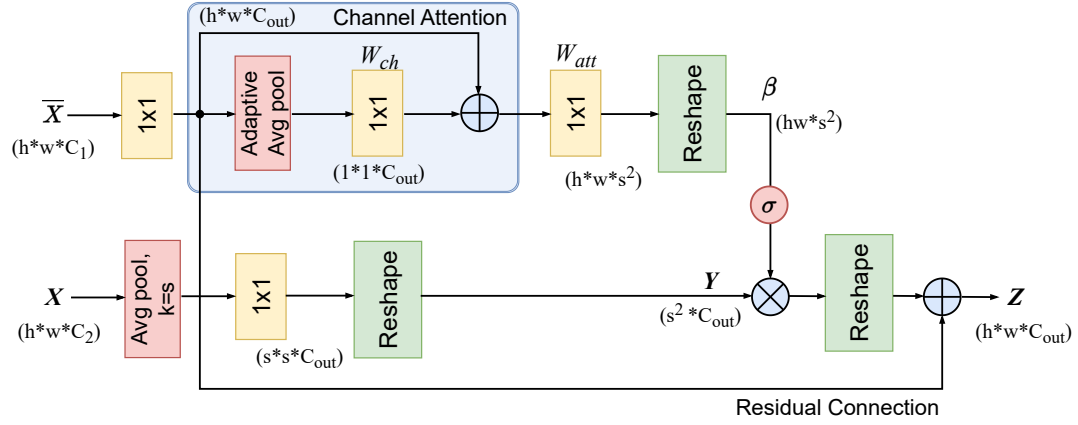 (h*w*C_out)
Channel Attention
W_ch
W_att
X̅
(h*w*C_1)
1x1
Adaptive
Avg pool
1x1
(1*1*C_out)
1x1
(h*w*s^2)
Reshape
β
(hw*s^2)
σ
X
(h*w*C_2)
Avg pool,
k=s
1x1
(s*s*C_out)
Reshape
Y
(s^2 *C_out)
Reshape
Z
(h*w*C_out)
Residual Connection